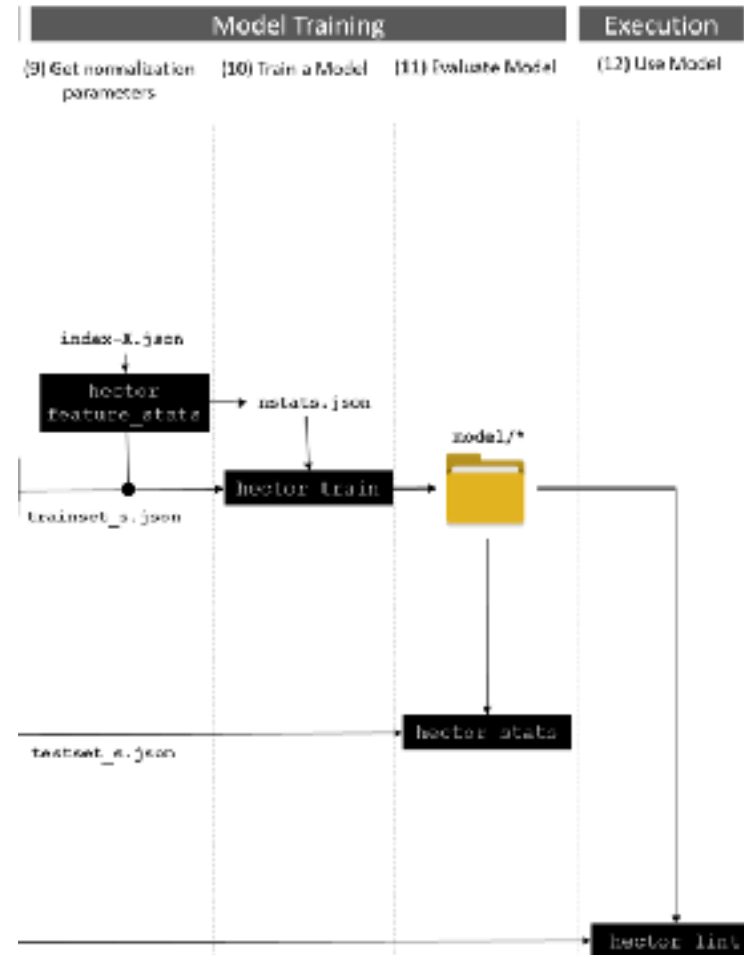 Model Training
Execution
(9) Get normalization
parameters
(10) Train a Model
(11) Evaluate Model
(12) Use Model
index-X.json
hector
feature_stats
nstats.json
model/*
hector train
trainset_s.json
hector stats
testset_s.json
hector lint